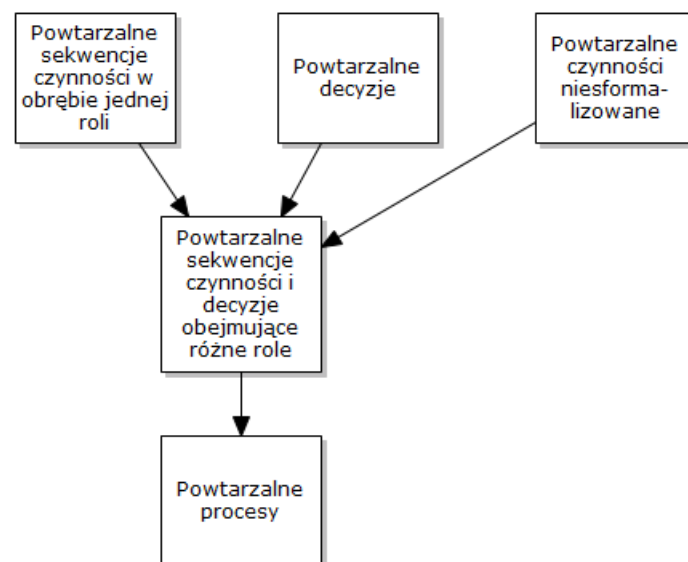 Powtarzalne
sekwencje
czynności w
obrębie jednej
roli
Powtarzalne
decyzje
Powtarzalne
czynności
niesforma-
lizowane
Powtarzalne
sekwencje
czynności i
decyzje
obejmujące
różne role
Powtarzalne
procesy